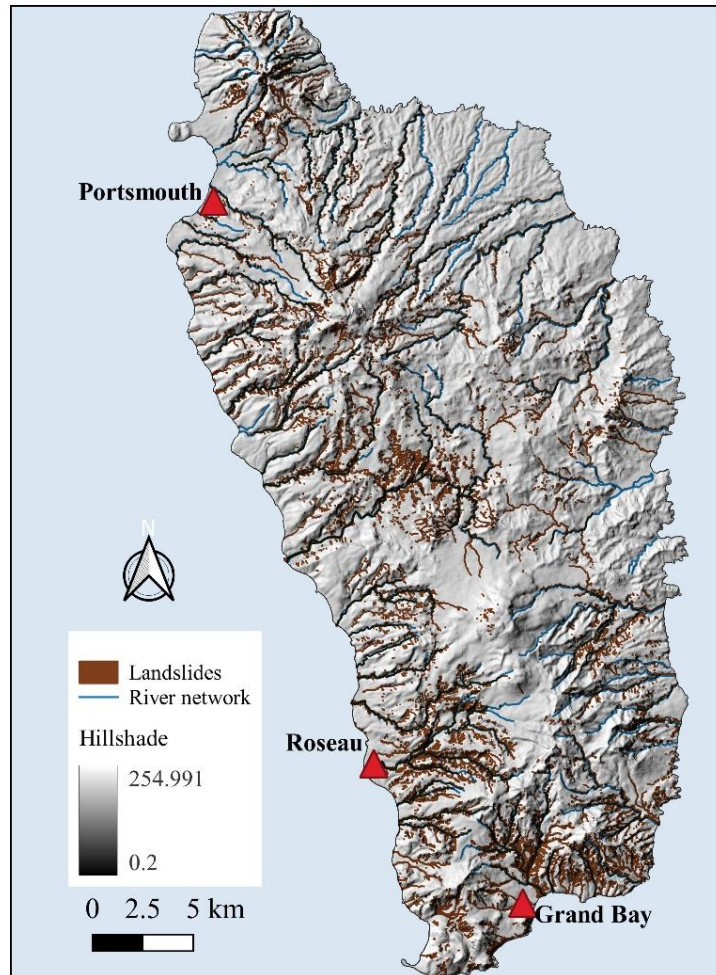 Portsmouth
N
Landslides
River network
Hillshade
254.991
0.2
Roseau
0 2.5 5 km
Grand Bay